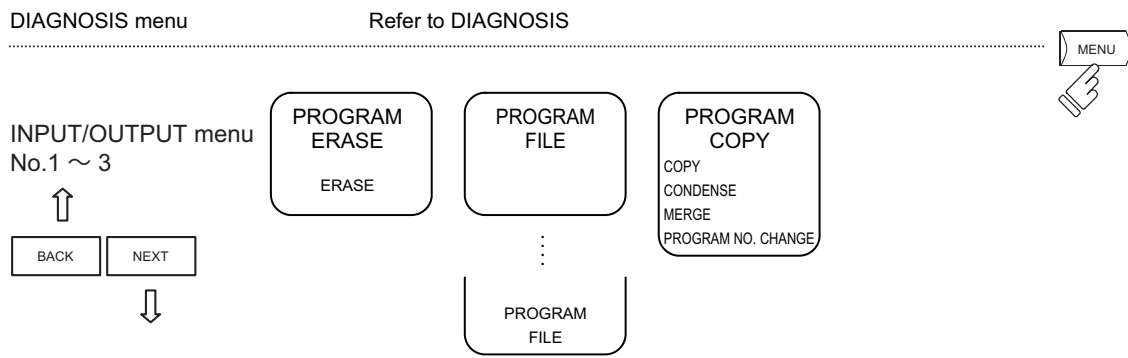 DIAGNOSIS menu Refer to DIAGNOSIS
MENU
INPUT/OUTPUT menu
No.1 ～ 3
BACK NEXT
PROGRAM
ERASE
ERASE
PROGRAM
FILE
PROGRAM
FILE
PROGRAM
COPY
COPY
CONDENSE
MERGE
PROGRAM NO. CHANGE